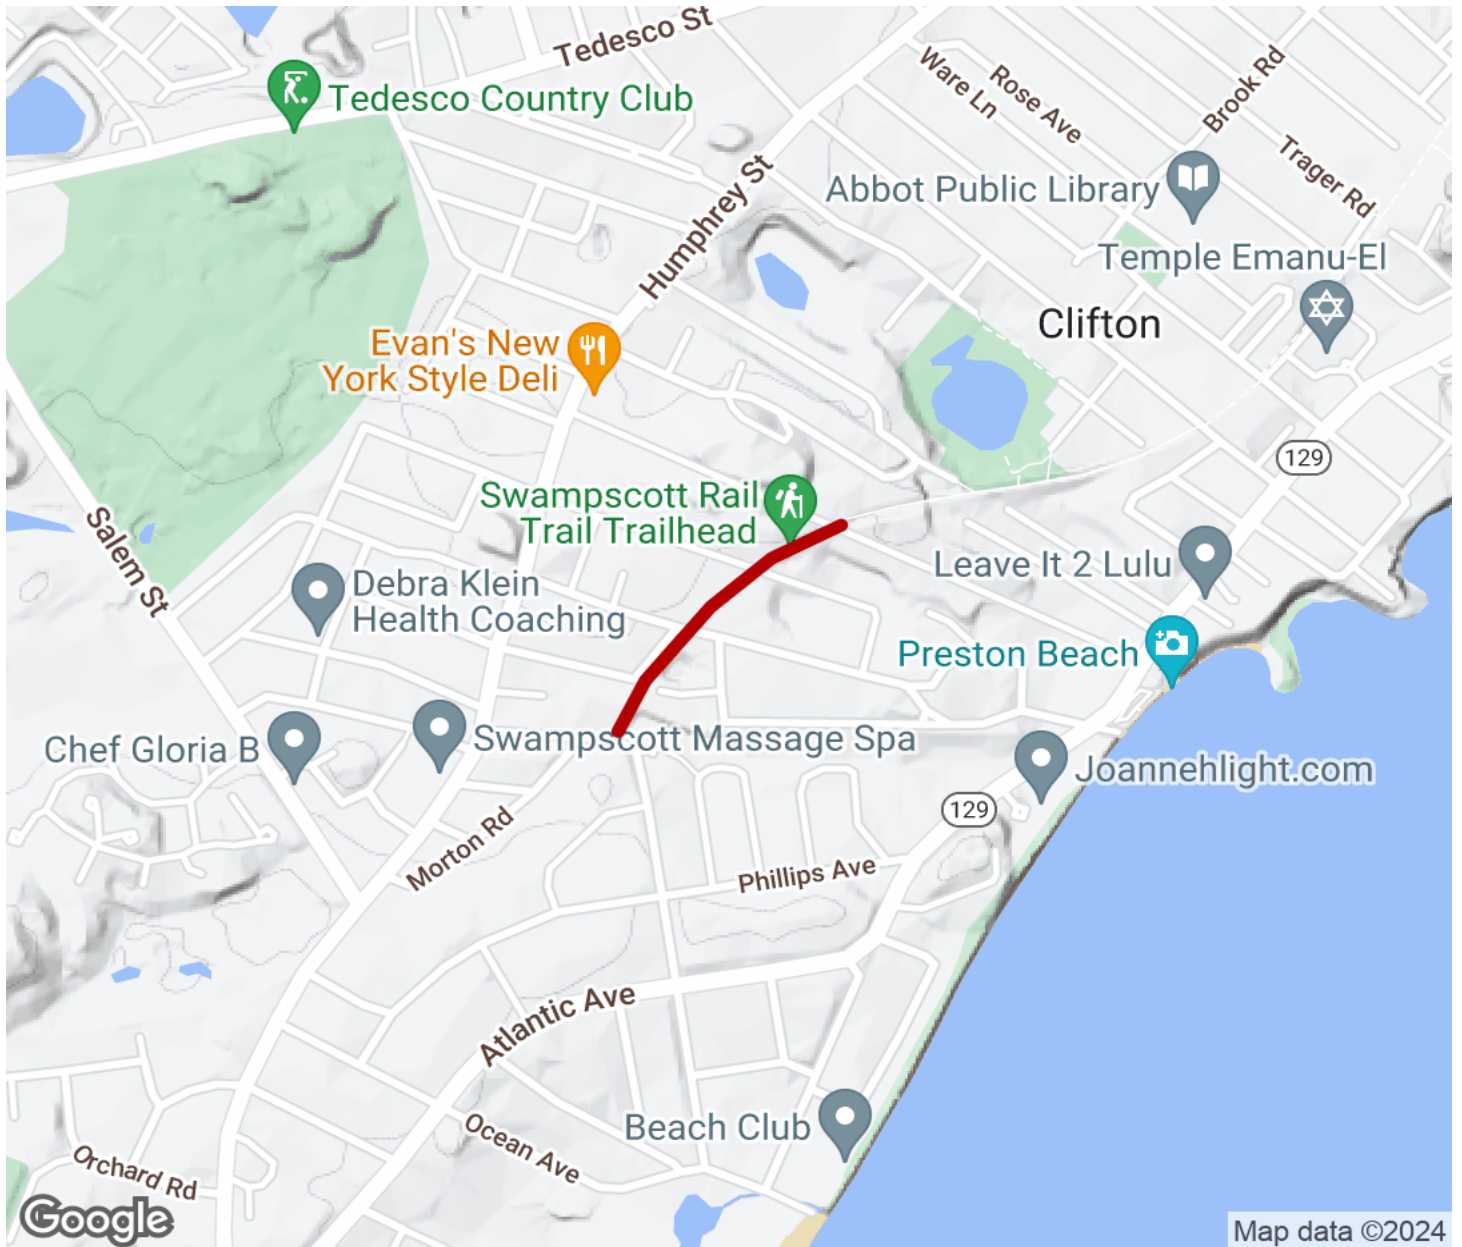 Tedesco St
Tedesco Country Club
Ware Ln
Rose Ave
Brook Rd
Trager Rd
Humphrey St
Abbot Public Library
Temple Emanu-El
Clifton
Evan's New
York Style Deli
129
Swampscott Rail
Trail Trailhead
Salem St
Leave It 2 Lulu
Debra Klein
Health Coaching
Preston Beach
Chef Gloria B
Swampscott Massage Spa
Joannehlight.com
129
Morton Rd
Phillips Ave
Atlantic Ave
Beach Club
Ocean Ave
Orchard Rd
Google
Map data ©2024